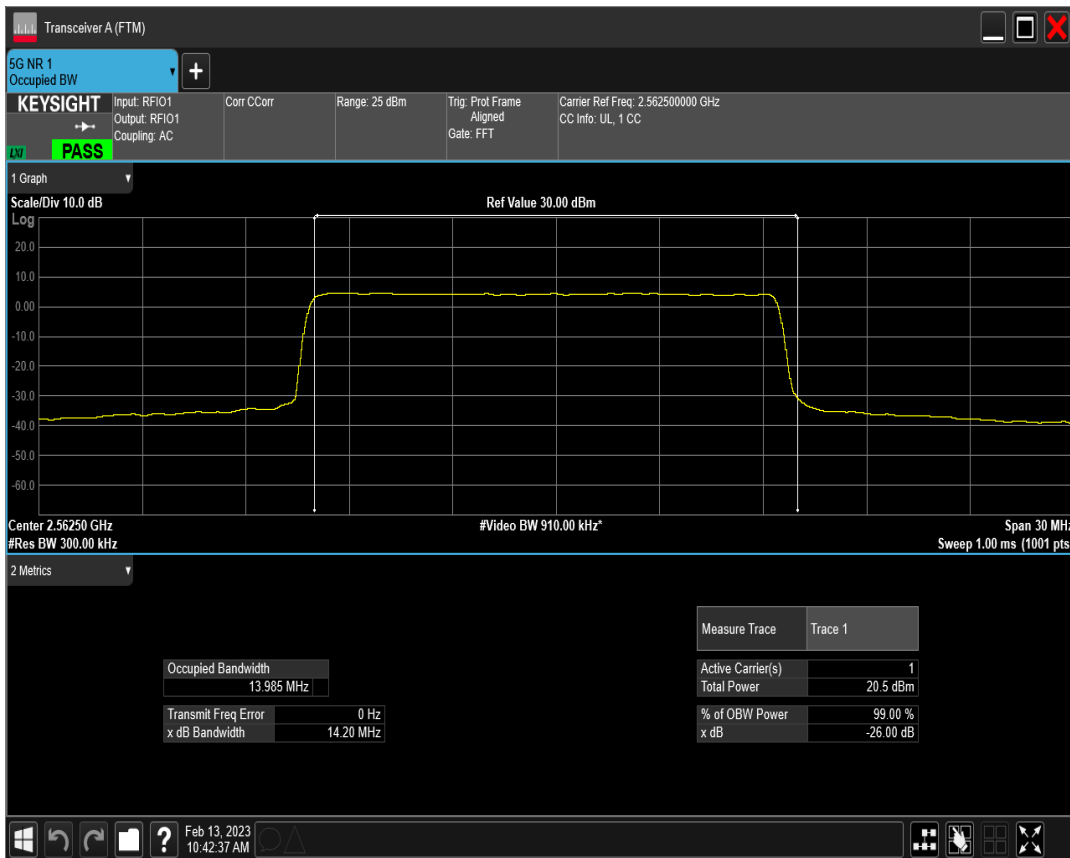 Transceiver A (FTM)
5G NR 1
Occupied BW
+
KEYSIGHT
LXI
PASS
Input: RFIO1
Output: RFIO1
Coupling: AC
Corr CCorr
Range: 25 dBm
Trig: Prot Frame
Aligned
Gate: FFT
Carrier Ref Freq: 2.562500000 GHz
CC Info: UL, 1 CC
1 Graph
Scale/Div 10.0 dB
Ref Value 30.00 dBm
Log
20.0
10.0
0.00
-10.0
-20.0
-30.0
-40.0
-50.0
-60.0
Center 2.56250 GHz
#Video BW 910.00 kHz*
Span 30 MHz
#Res BW 300.00 kHz
Sweep 1.00 ms (1001 pts
2 Metrics
Measure Trace Trace 1
Occupied Bandwidth
13.985 MHz
Active Carrier(s) 1
Total Power 20.5 dBm
Transmit Freq Error 0 Hz
x dB Bandwidth 14.20 MHz
% of OBW Power 99.00 %
x dB -26.00 dB
?
Feb 13, 2023
10:42:37 AM